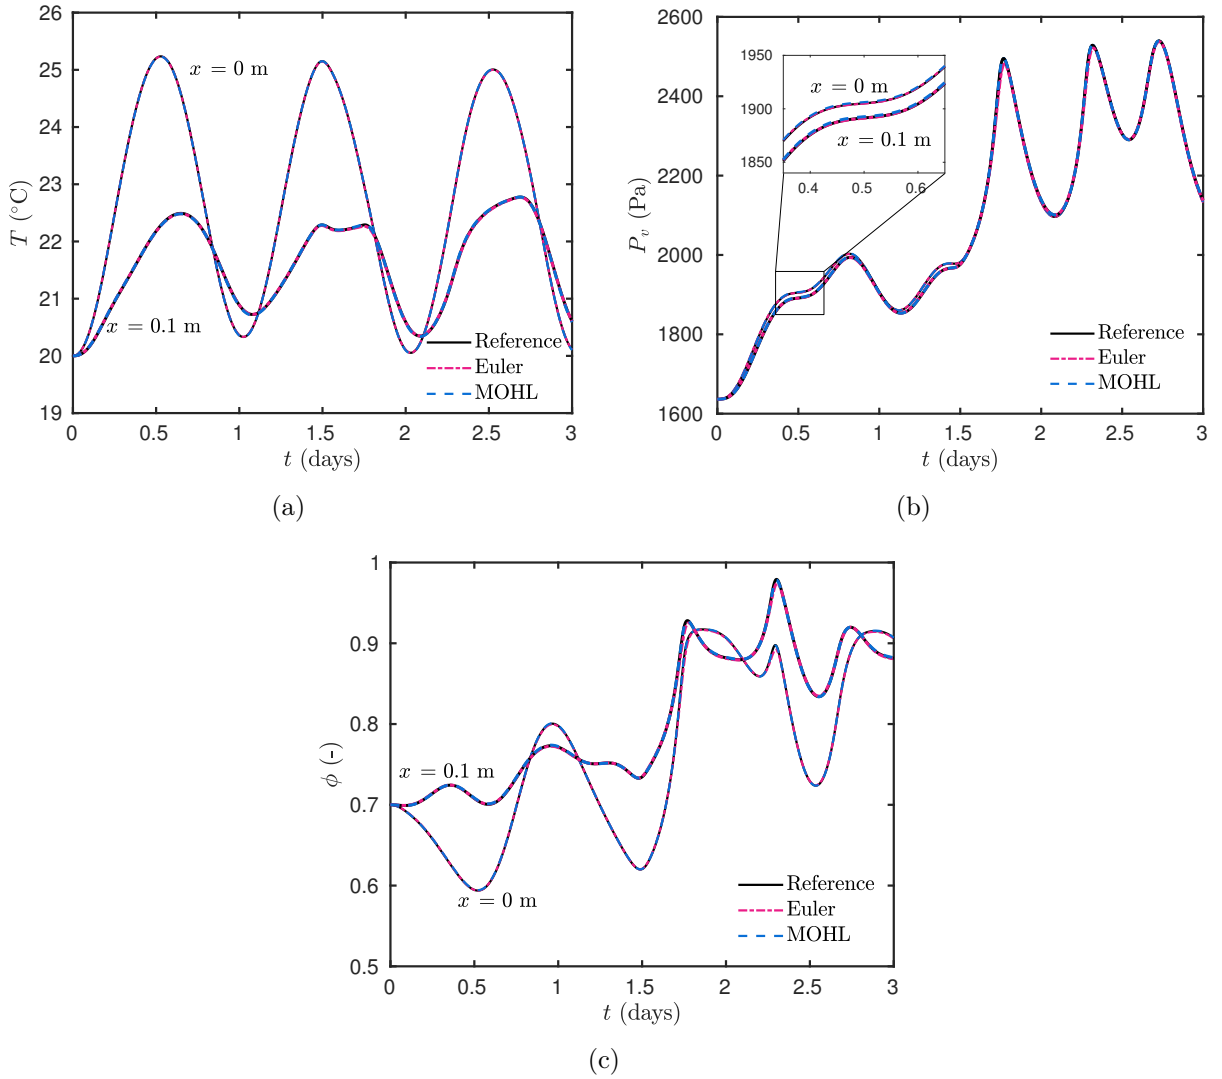 26
25
24
23
22
21
20
19
T (°C)
x = 0 m
x = 0.1 m
Reference
Euler
MOHL
0 0.5 1 1.5 2 2.5 3
t (days)
(a)
2600
2400
2200
2000
1800
1600
P_v (Pa)
1950
1900
1850
x = 0 m
x = 0.1 m
0.4 0.5 0.6
Reference
Euler
MOHL
0 0.5 1 1.5 2 2.5 3
t (days)
(b)
1
0.9
0.8
0.7
0.6
0.5
ϕ (-)
x = 0.1 m
x = 0 m
Reference
Euler
MOHL
0 0.5 1 1.5 2 2.5 3
t (days)
(c)